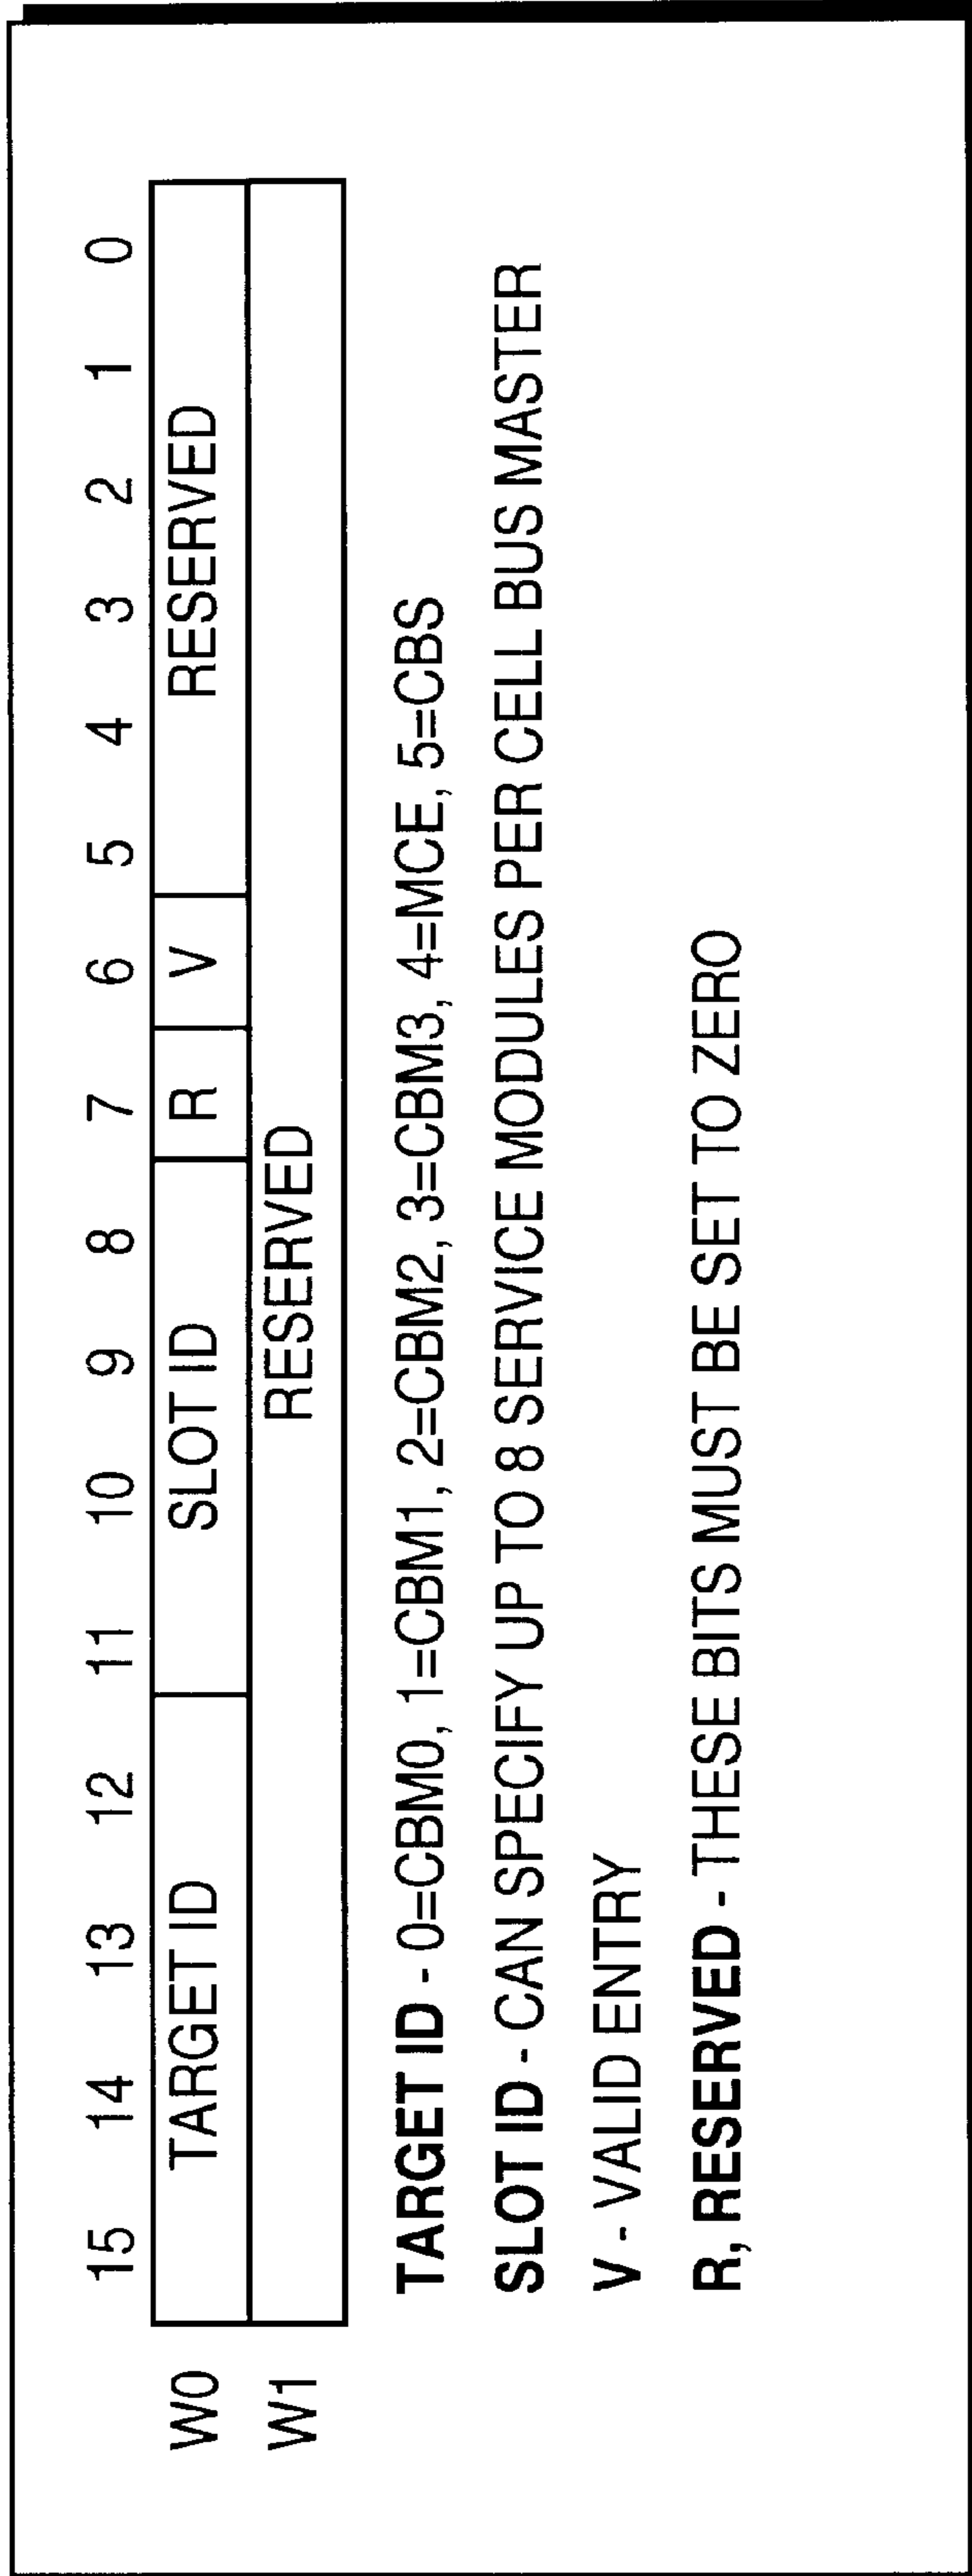 15 14 13 12 11 10 9 8 7 6 5 4 3 2 1 0
W0 TARGET ID SLOT ID R V RESERVED
W1 RESERVED
TARGET ID - 0=CBM0, 1=CBM1, 2=CBM2, 3=CBM3, 4=MCE, 5=CBS
SLOT ID - CAN SPECIFY UP TO 8 SERVICE MODULES PER CELL BUS MASTER
V - VALID ENTRY
R, RESERVED - THESE BITS MUST BE SET TO ZERO